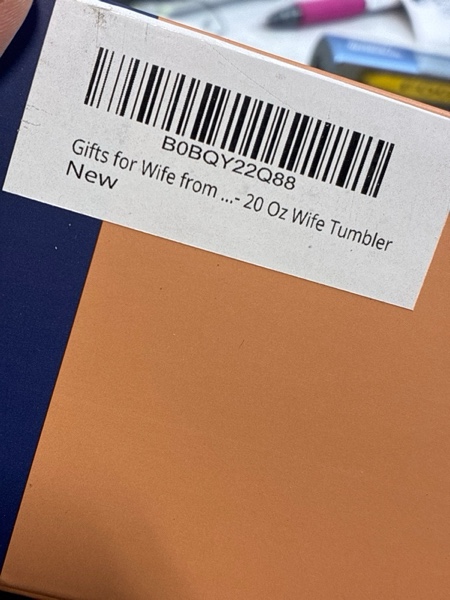 B0BQY22Q88
Gifts for Wife from ...- 20 Oz Wife Tumbler
New